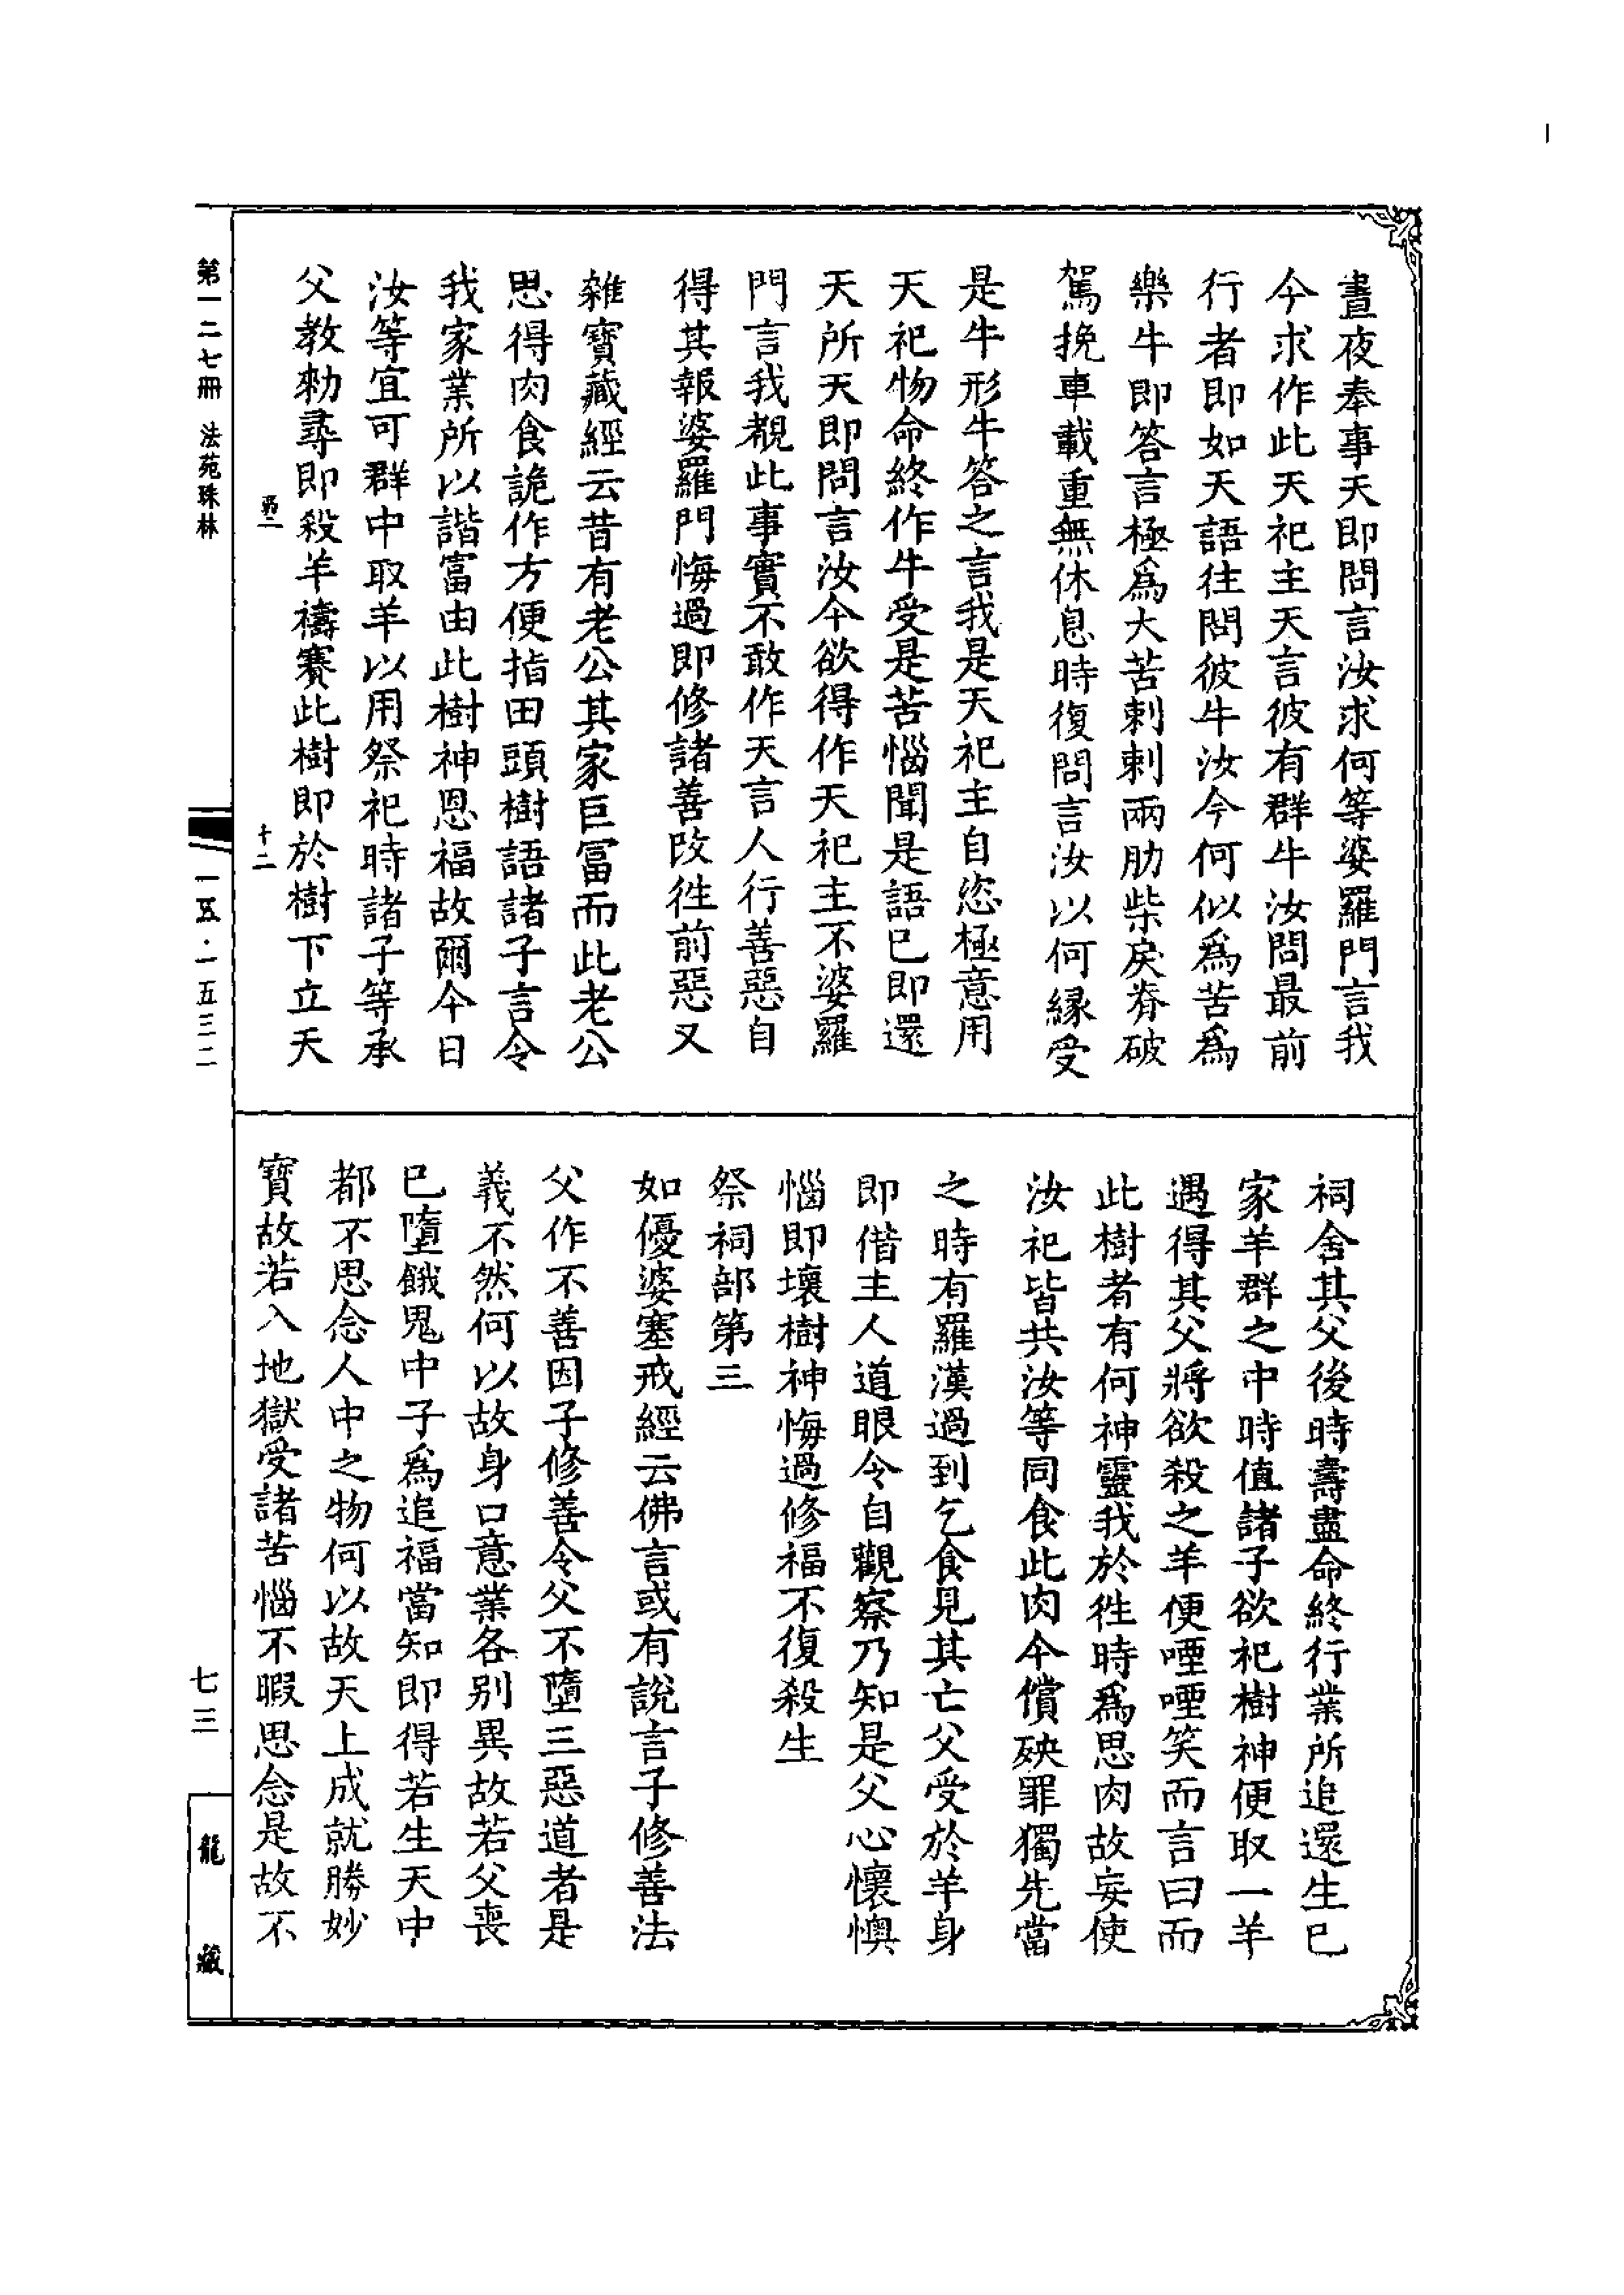 晝夜奉事天即問言汝求何等婆羅門言我
今求作此天祀主天言彼有群牛汝問最前
行者即如天語往問彼牛汝今何似爲苦爲
樂牛即答言極爲大苦刺刺兩肋柴戾脊破
駕挽車載重無休息時復問言汝以何緣受
是牛形牛答之言我是天祀主自恣極意用
天祀物命終作牛受是苦惱聞是語已即還
天所天即問言汝今欲得作天祀主不婆羅
門言我覩此事實不敢作天言人行善惡自
得其報婆羅門悔過即修諸善改徃前惡又
雜寶藏經云昔有老公其家巨富而此老公
思得肉食詭作方便指田頭樹語諸子言令
我家業所以諧富由此樹神恩福故爾今日
汝等宜可群中取羊以用祭祀時諸子等承
父教勑尋即殺羊禱賽此樹即於樹下立天
十二
祠舍其父後時壽盡命終行業所追還生已
家羊群之中時值諸子欲祀樹神便取一羊
遇得其父將欲殺之羊便㗌㗌笑而言曰而
此樹者有何神靈我於徃時爲思肉故妄使
汝祀皆共汝等同食此肉今償殃罪獨先當
之時有羅漢過到乞食見其亡父受於羊身
即借主人道眼令自觀察乃知是父心懷懊
惱即壞樹神悔過修福不復殺生
祭祠部第三
如優婆塞戒經云佛言或有說言子修善法
父作不善因子修善令父不墮三惡道者是
義不然何以故身口意業各別異故若父喪
已墮餓鬼中子爲追福當知即得若生天中
都不思念人中之物何以故天上成就勝妙
寶故若入地獄受諸苦惱不暇思念是故不
第一二七冊 法苑珠林
一五·一五三二
七三
龍藏